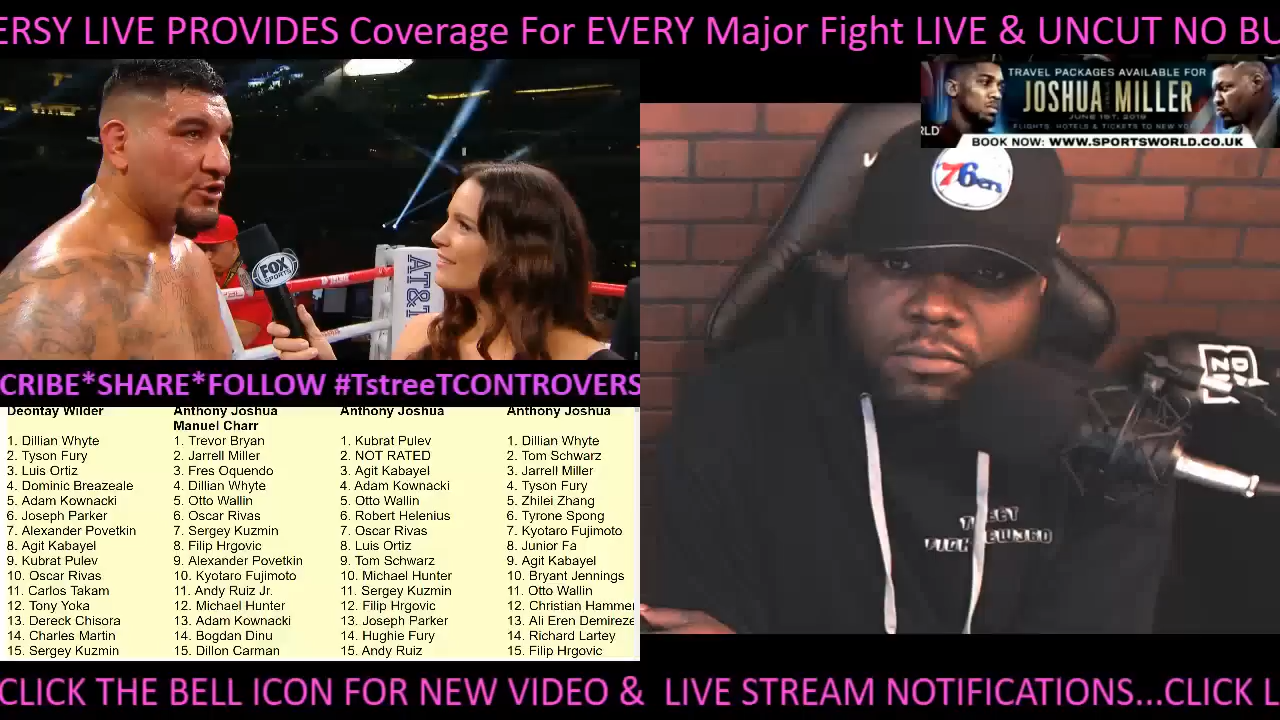 ERSY LIVE PROVIDES Coverage For EVERY Major Fight LIVE & UNCUT NO BU
TRAVEL PACKAGES AVAILABLE FOR
JOSHUA MILLER
JUNE 1ST, 2019
FLIGHTS, HOTELS & TICKETS TO NEW YORK
BOOK NOW: WWW.SPORTSWORLD.CO.UK
76ers
FOX
SPORTS
AT&T
CRIBE*SHARE*FOLLOW #TstreeTCONTROVERS
Deontay Wilder
1. Dillian Whyte
2. Tyson Fury
3. Luis Ortiz
4. Dominic Breazeale
5. Adam Kownacki
6. Joseph Parker
7. Alexander Povetkin
8. Agit Kabayel
9. Kubrat Pulev
10. Oscar Rivas
11. Carlos Takam
12. Tony Yoka
13. Dereck Chisora
14. Charles Martin
15. Sergey Kuzmin
Anthony Joshua
Manuel Charr
1. Trevor Bryan
2. Jarrell Miller
3. Fres Oquendo
4. Dillian Whyte
5. Otto Wallin
6. Oscar Rivas
7. Sergey Kuzmin
8. Filip Hrgovic
9. Alexander Povetkin
10. Kyotaro Fujimoto
11. Andy Ruiz Jr.
12. Michael Hunter
13. Adam Kownacki
14. Bogdan Dinu
15. Dillon Carman
Anthony Joshua
1. Kubrat Pulev
2. NOT RATED
3. Agit Kabayel
4. Adam Kownacki
5. Otto Wallin
6. Robert Helenius
7. Oscar Rivas
8. Luis Ortiz
9. Tom Schwarz
10. Michael Hunter
11. Sergey Kuzmin
12. Filip Hrgovic
13. Joseph Parker
14. Hughie Fury
15. Andy Ruiz
Anthony Joshua
1. Dillian Whyte
2. Tom Schwarz
3. Jarrell Miller
4. Tyson Fury
5. Zhilei Zhang
6. Tyrone Spong
7. Kyotaro Fujimoto
8. Junior Fa
9. Agit Kabayel
10. Bryant Jennings
11. Otto Wallin
12. Christian Hammer
13. Ali Eren Demireze
14. Richard Lartey
15. Filip Hrgovic
CLICK THE BELL ICON FOR NEW VIDEO & LIVE STREAM NOTIFICATIONS...CLICK L